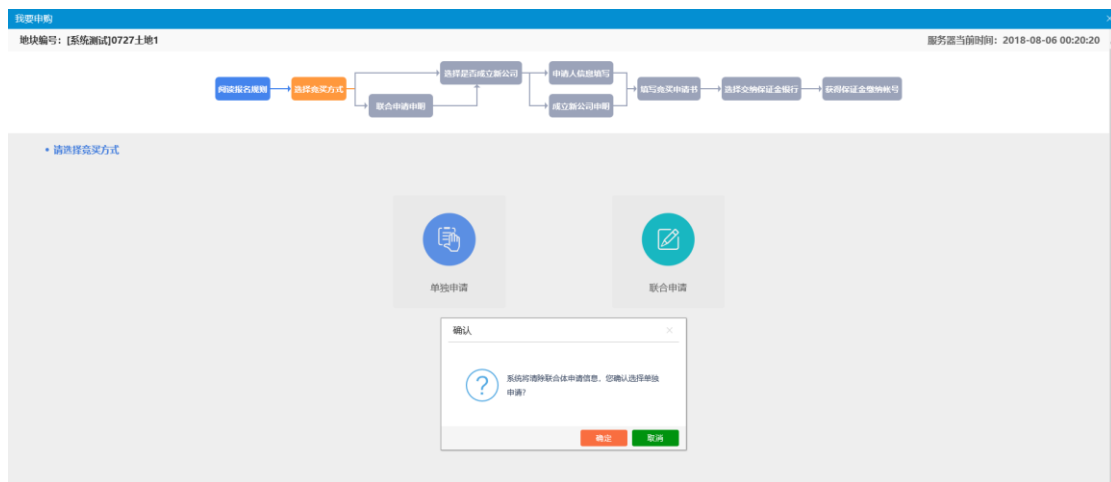 我要申购
地块编号：[系统测试]0727土地1
服务器当前时间：2018-08-06 00:20:20
阅读报名规则
选择竞买方式
选择是否成立新公司
联合申请申明
申请人信息填写
成立新公司申明
填写竞买申请书
选择交纳保证金银行
获得保证金缴纳帐号
请选择竞买方式
单独申请
联合申请
确认
系统将清除联合体申请信息，您确认选择单独
申请?
确定
取消